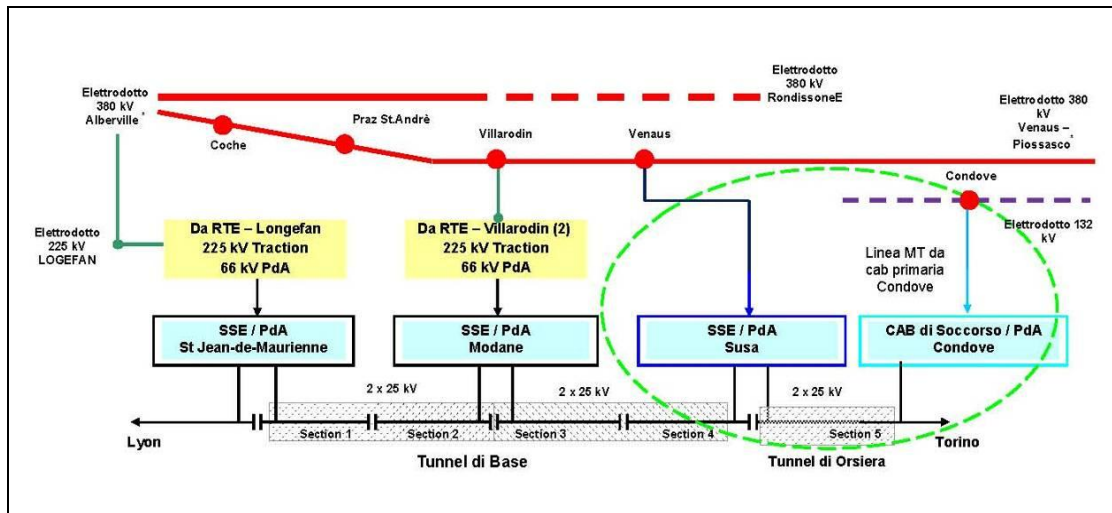 Elettrodotto
380 kV
RondissoneE
Elettrodotto
380 kV
Alberville
Elettrodotto 380
kV
Venaus –
Piossasco
Praz St.Andrè
Villarodin
Venaus
Coche
Condove
Elettrodotto 132
kV
Elettrodotto
225 kV
LOGEFAN
Da RTE – Longefan
225 kV Traction
66 kV PdA
Da RTE – Villarodin (2)
225 kV Traction
66 kV PdA
Linea MT da
cab primaria
Condove
SSE / PdA
St Jean-de-Maurienne
SSE / PdA
Modane
SSE / PdA
Susa
CAB di Soccorso / PdA
Condove
2 x 25 kV
2 x 25 kV
2 x 25 kV
Lyon
Section 1
Section 2
Section 3
Section 4
Section 5
Torino
Tunnel di Base
Tunnel di Orsiera